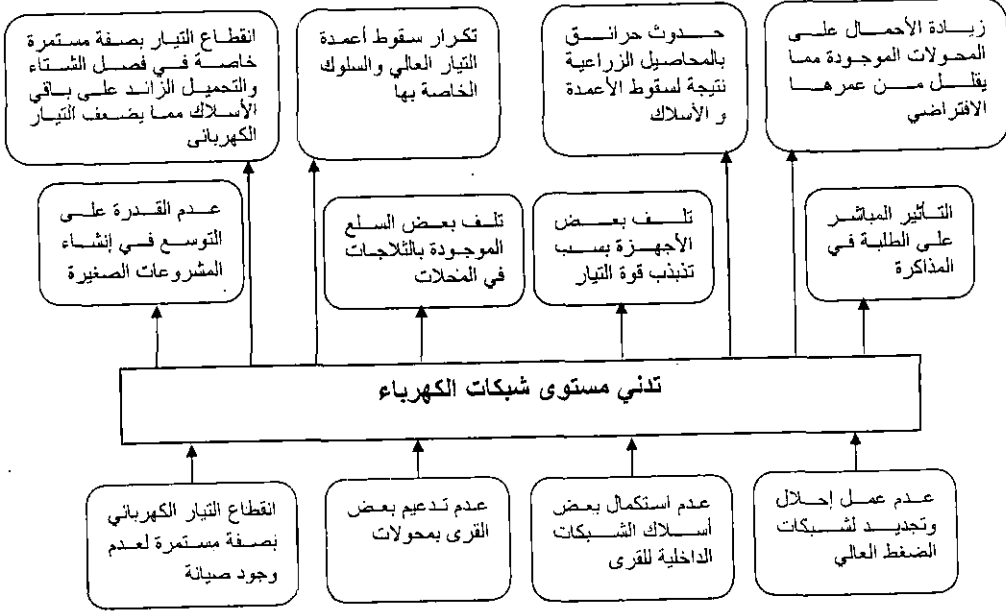 زيادة الأحمال على
المحولات الموجودة مما
يقلل من عمرها
الافتراضي
حدوث حرائق
بالمحاصيل الزراعية
نتيجة لسقوط الأعمدة
و الأسلاك
تكرار سقوط أعمدة
التيار العالي والسلوك
الخاصة بها
انقطاع التيار بصفة مستمرة
خاصة في فصل الشتاء
والتحميل الزائد على باقي
الأسلاك مما يضعف التيار
الكهربائى
التأثير المباشر
على الطلبة في
المذاكرة
تلف بعض
الأجهزة بسبب
تذبذب قوة التيار
تلف بعض السلع
الموجودة بالثلاجات
في المحلات
عدم القدرة على
التوسع في إنشاء
المشروعات الصغيرة
تدني مستوى شبكات الكهرباء
عدم عمل إحلال
وتجديد لشبكات
الضغط العالي
عدم استكمال بعض
أسلاك الشبكات
الداخلية للقرى
عدم تدعيم بعض
القرى بمحولات
انقطاع التيار الكهربائي
بصفة مستمرة لعدم
وجود صيانة